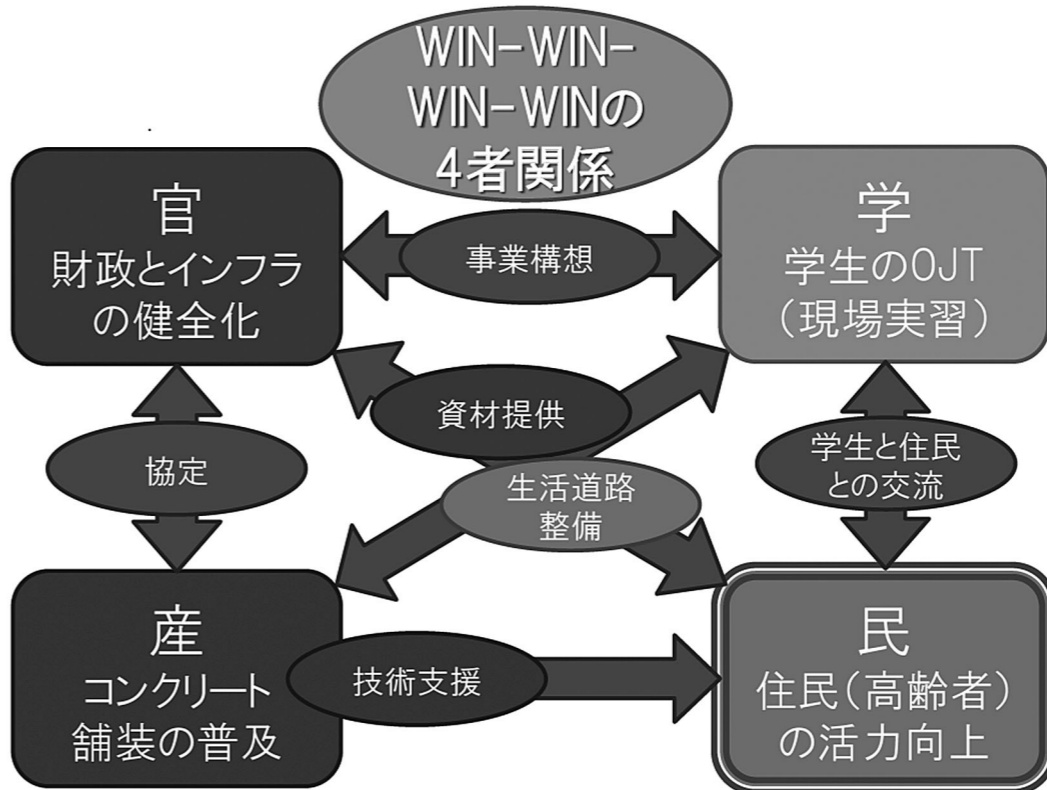 WIN-WIN-
WIN-WINの
4者関係
官
財政とインフラ
の健全化
学
学生のOJT
(現場実習)
事業構想
資材提供
協定
学生と住民
との交流
生活道路
整備
産
コンクリート
舗装の普及
技術支援
民
住民(高齢者)
の活力向上